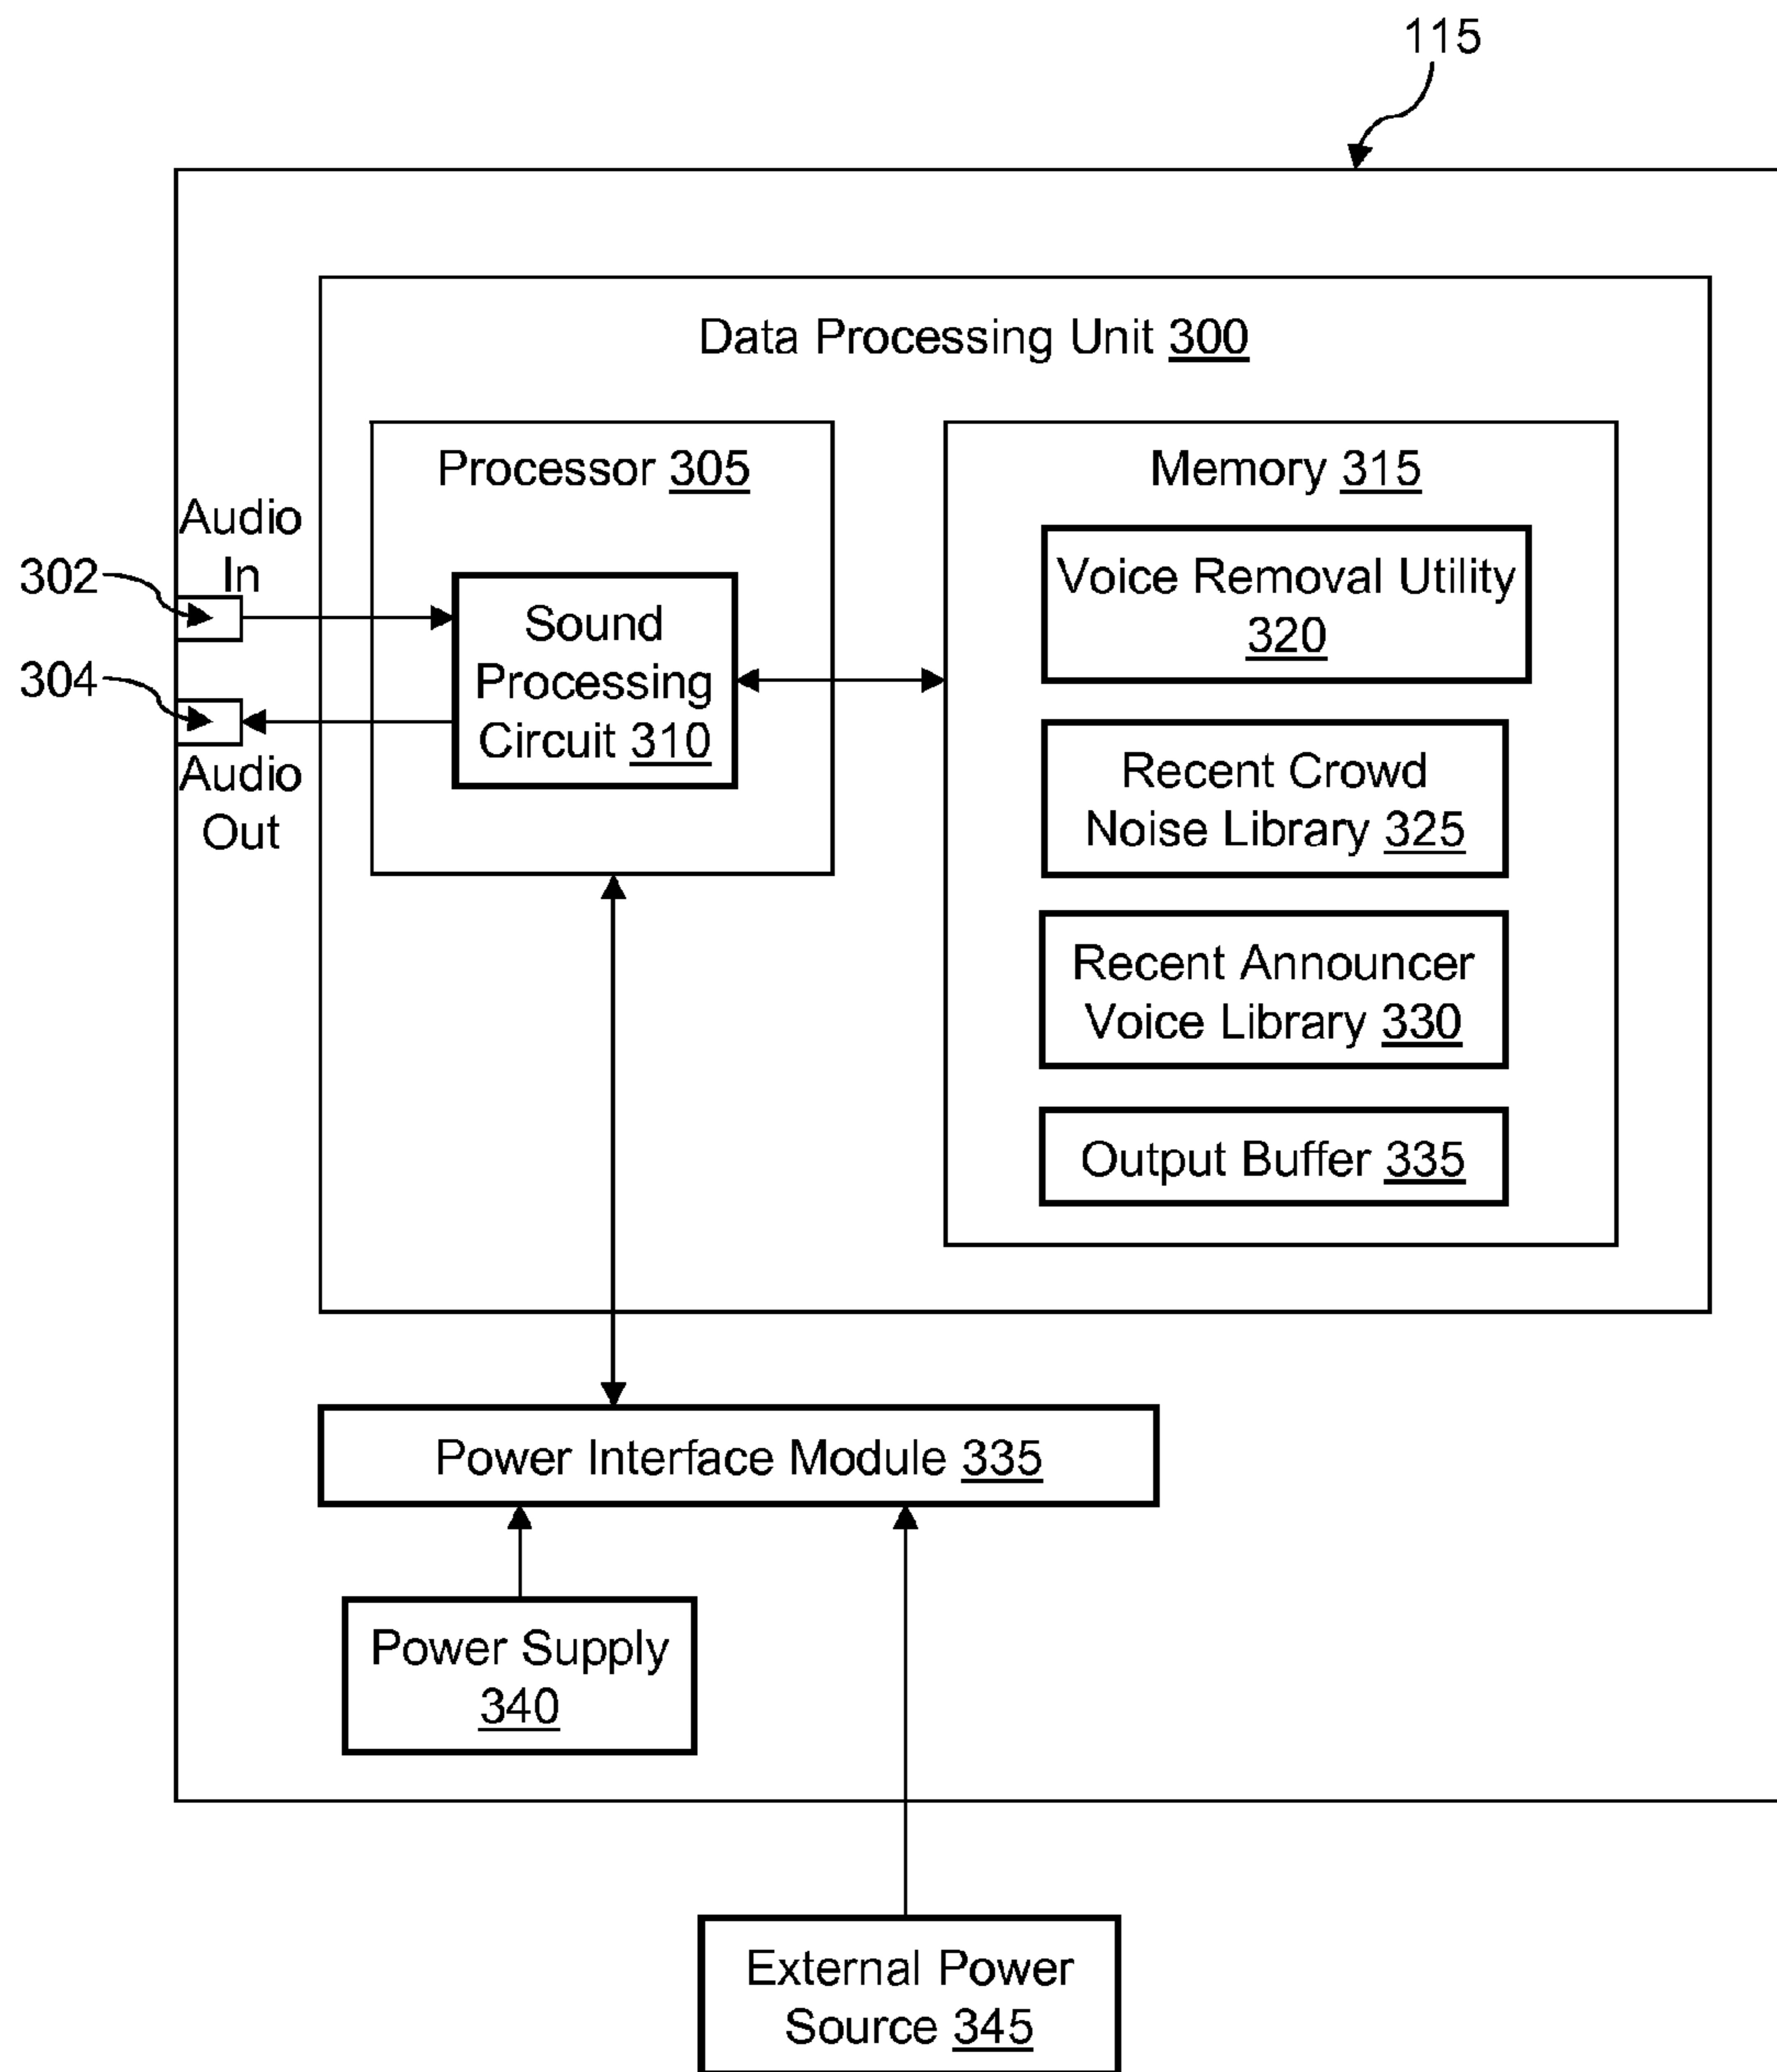 115
Data Processing Unit 300
Processor 305
Memory 315
Audio
In
302
304
Audio
Out
Sound
Processing
Circuit 310
Voice Removal Utility
320
Recent Crowd
Noise Library 325
Recent Announcer
Voice Library 330
Output Buffer 335
Power Interface Module 335
Power Supply
340
External Power
Source 345